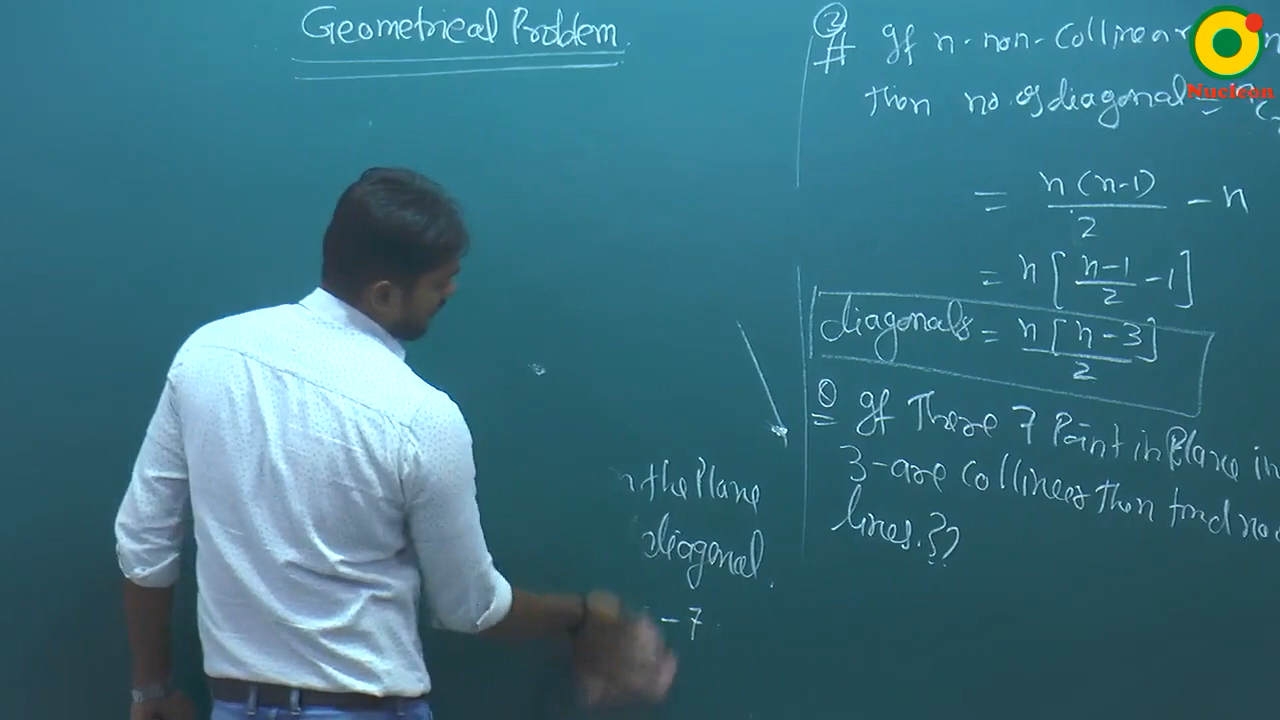 Geometrical Problem
the Plane
diagonal.
- 7
②
# If n-non-Collinear
then no. of diagonal =
= n(n-1)/2 - n
= n[n-1/2 -1]
diagonals = n[n-3]/2
Q If There 7 Point in Plane in
3-are Collinear then find no
lines.??
Nucleon